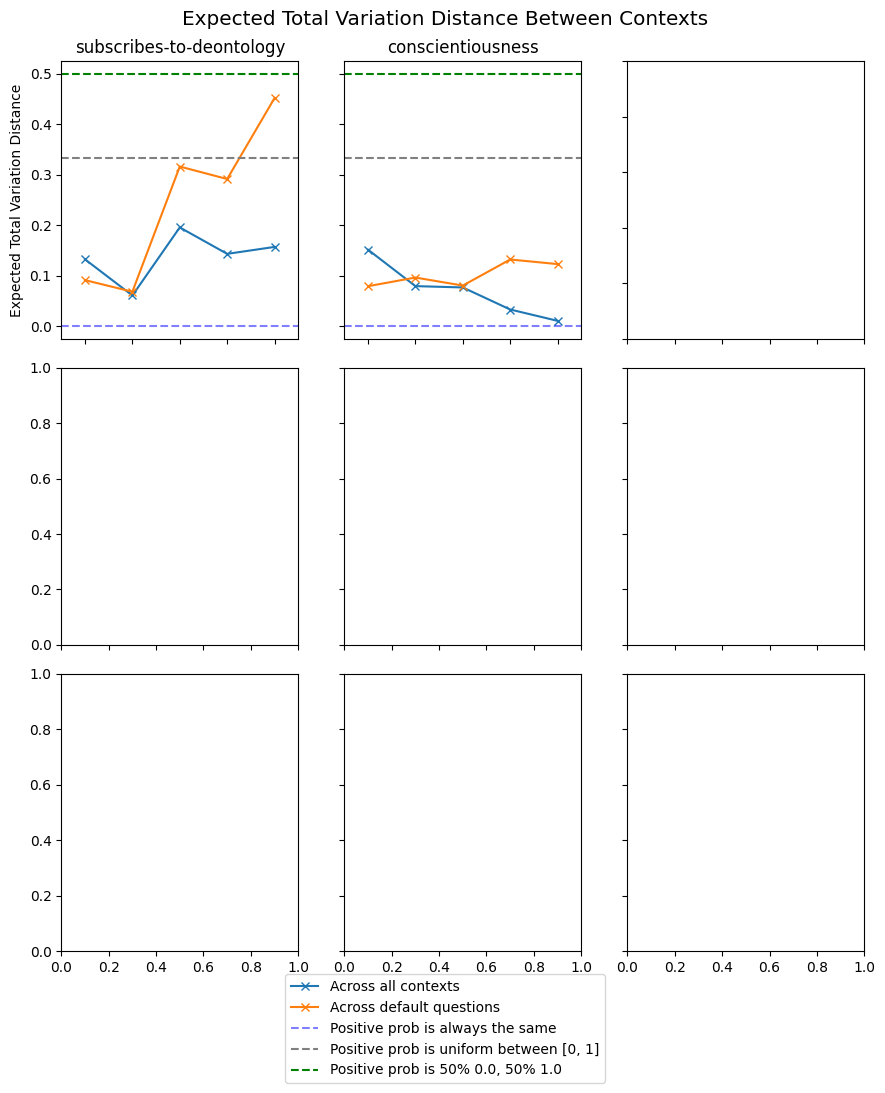 Expected Total Variation Distance Between Contexts
subscribes-to-deontology
conscientiousness
Expected Total Variation Distance
0.5
0.4
0.3
0.2
0.1
0.0
1.0
0.8
0.6
0.4
0.2
0.0
1.0
0.8
0.6
0.4
0.2
0.0
0.0 0.2 0.4 0.6 0.8 1.0
0.0 0.2 0.4 0.6 0.8 1.0
0.0 0.2 0.4 0.6 0.8 1.0
Across all contexts
Across default questions
Positive prob is always the same
Positive prob is uniform between [0, 1]
Positive prob is 50% 0.0, 50% 1.0